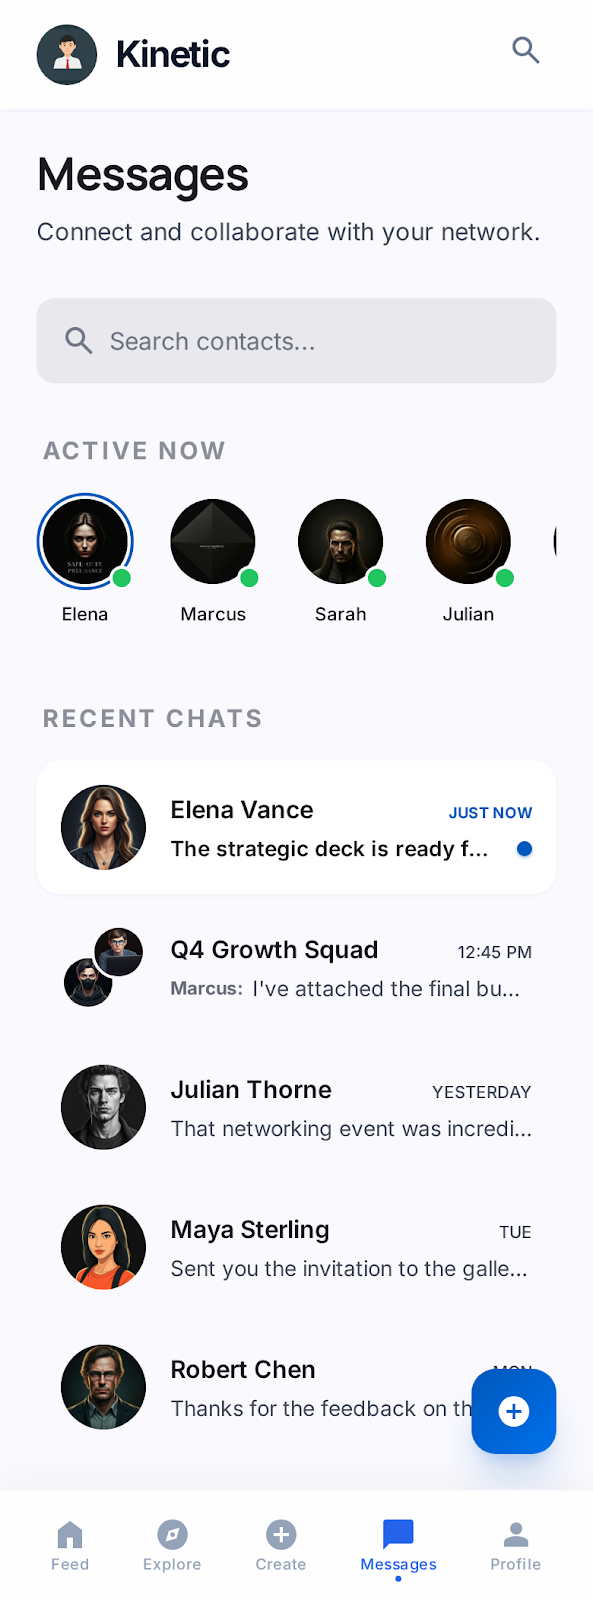 Kinetic
Messages
Connect and collaborate with your network.
Search contacts...
ACTIVE NOW
Elena
Marcus
Sarah
Julian
RECENT CHATS
Elena Vance
JUST NOW
The strategic deck is ready f...
Q4 Growth Squad
12:45 PM
Marcus: I've attached the final bu...
Julian Thorne
YESTERDAY
That networking event was incredi...
Maya Sterling
TUE
Sent you the invitation to the galle...
Robert Chen
MON
Thanks for the feedback on th
Feed
Explore
Create
Messages
Profile